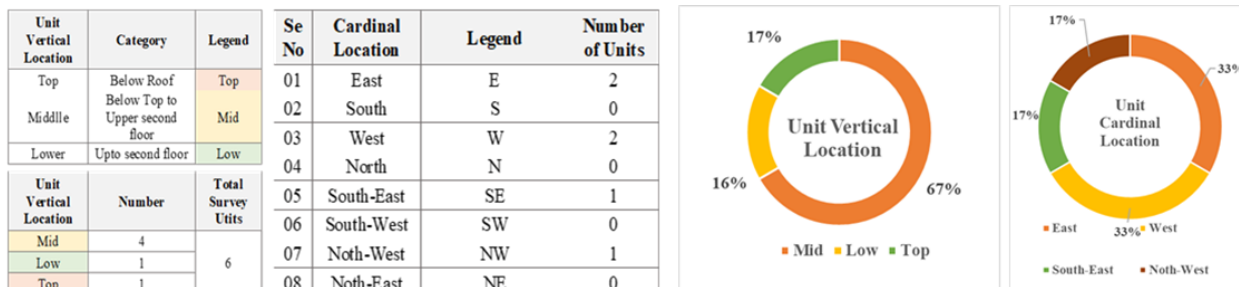 Unit Vertical Location Category Legend
Top Below Roof Top
Middlle Below Top to Upper second floor Mid
Lower Upto second floor Low
Unit Vertical Location Number Total Survey Utits
Mid 4 6
Low 1
Top 1
Se No Cardinal Location Legend Number of Units
01 East E 2
02 South S 0
03 West W 2
04 North N 0
05 South-East SE 1
06 South-West SW 0
07 Noth-West NW 1
08 Noth-East NE 0
17%
Unit Vertical
Location
16%
67%
Mid Low Top
17%
33%
Unit
Cardinal
Location
17%
33%
East West
South-East Noth-West